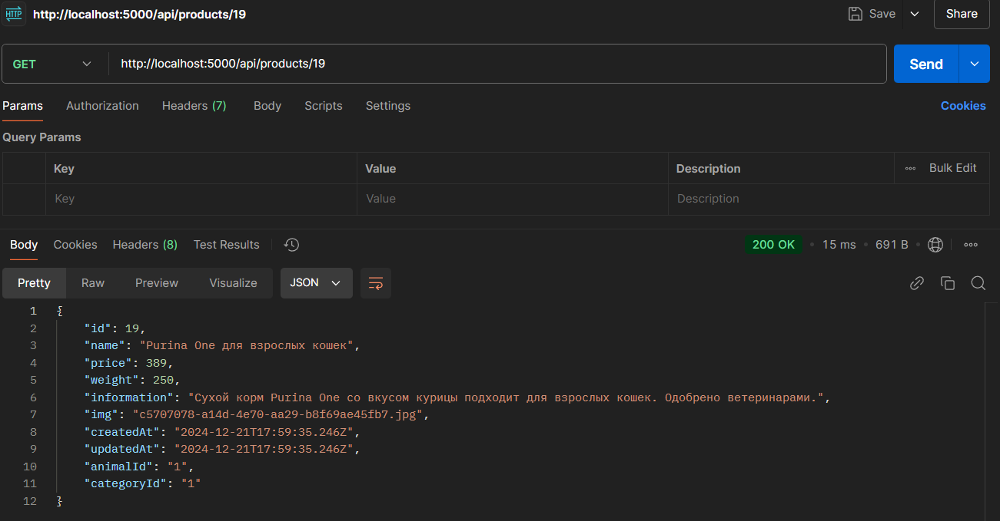 HTTP http://localhost:5000/api/products/19 Save Share
GET http://localhost:5000/api/products/19 Send
Params Authorization Headers (7) Body Scripts Settings Cookies
Query Params
Key Value Description Bulk Edit
Key Value Description
Body Cookies Headers (8) Test Results 200 OK • 15 ms • 691 B •
Pretty Raw Preview Visualize JSON
1 {
2 "id": 19,
3 "name": "Purina One для взрослых кошек",
4 "price": 389,
5 "weight": 250,
6 "information": "Сухой корм Purina One со вкусом курицы подходит для взрослых кошек. Одобрено ветеринарами.",
7 "img": "c5707078-a14d-4e70-aa29-b8f69ae45fb7.jpg",
8 "createdAt": "2024-12-21T17:59:35.246Z",
9 "updatedAt": "2024-12-21T17:59:35.246Z",
10 "animalId": "1",
11 "categoryId": "1"
12 }